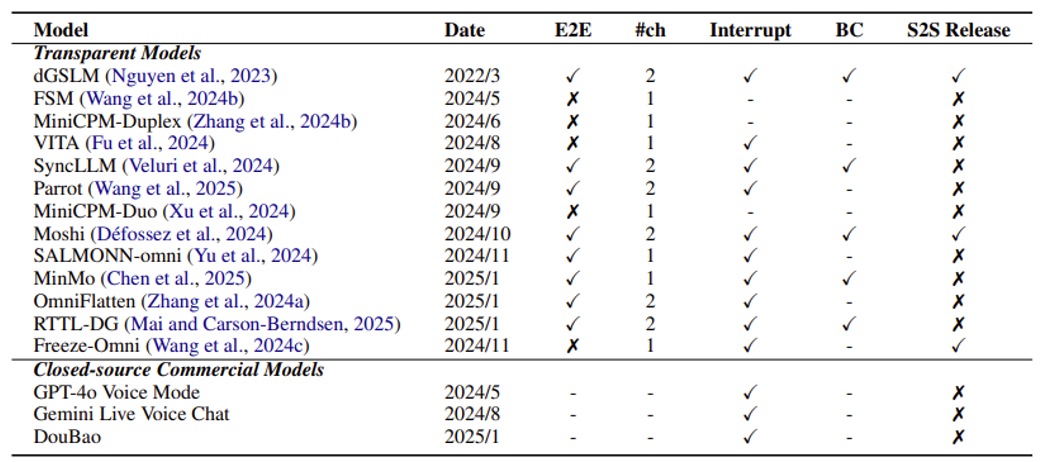 Model Date E2E #ch Interrupt BC S2S Release
Transparent Models
dGSLM (Nguyen et al., 2023) 2022/3 ✓ 2 ✓ ✓ ✓
FSM (Wang et al., 2024b) 2024/5 ✗ 1 - - ✗
MiniCPM-Duplex (Zhang et al., 2024b) 2024/6 ✗ 1 - - ✗
VITA (Fu et al., 2024) 2024/8 ✗ 1 ✓ - ✗
SyncLLM (Veluri et al., 2024) 2024/9 ✓ 2 ✓ ✓ ✗
Parrot (Wang et al., 2025) 2024/9 ✓ 2 ✓ - ✗
MiniCPM-Duo (Xu et al., 2024) 2024/9 ✗ 1 - - ✗
Moshi (Défossez et al., 2024) 2024/10 ✓ 2 ✓ ✓ ✓
SALMONN-omni (Yu et al., 2024) 2024/11 ✓ 1 ✓ - ✗
MinMo (Chen et al., 2025) 2025/1 ✓ 1 ✓ ✓ ✗
OmniFlatten (Zhang et al., 2024a) 2025/1 ✓ 2 ✓ - ✗
RTTL-DG (Mai and Carson-Berndsen, 2025) 2025/1 ✓ 2 ✓ ✓ ✗
Freeze-Omni (Wang et al., 2024c) 2024/11 ✗ 1 ✓ - ✓
Closed-source Commercial Models
GPT-4o Voice Mode 2024/5 - - ✓ - ✗
Gemini Live Voice Chat 2024/8 - - ✓ - ✗
DouBao 2025/1 - - ✓ - ✗